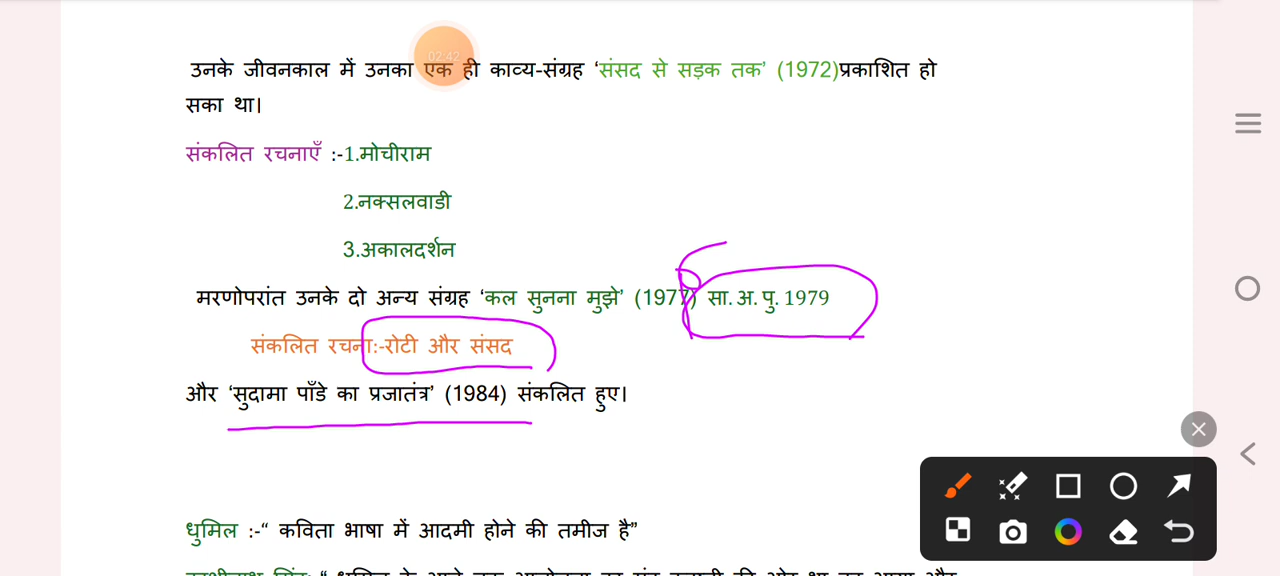 02:42
उनके जीवनकाल में उनका एक ही काव्य-संग्रह ‘संसद से सड़क तक’ (1972)प्रकाशित हो
सका था।
संकलित रचनाएँ :-1.मोचीराम
2.नक्सलवाडी
3.अकालदर्शन
मरणोपरांत उनके दो अन्य संग्रह ‘कल सुनना मुझे’ (1977) सा. अ. पु. 1979
संकलित रचना:-रोटी और संसद
और ‘सुदामा पाँडे का प्रजातंत्र’ (1984) संकलित हुए।
धुमिल :-“ कविता भाषा में आदमी होने की तमीज है”